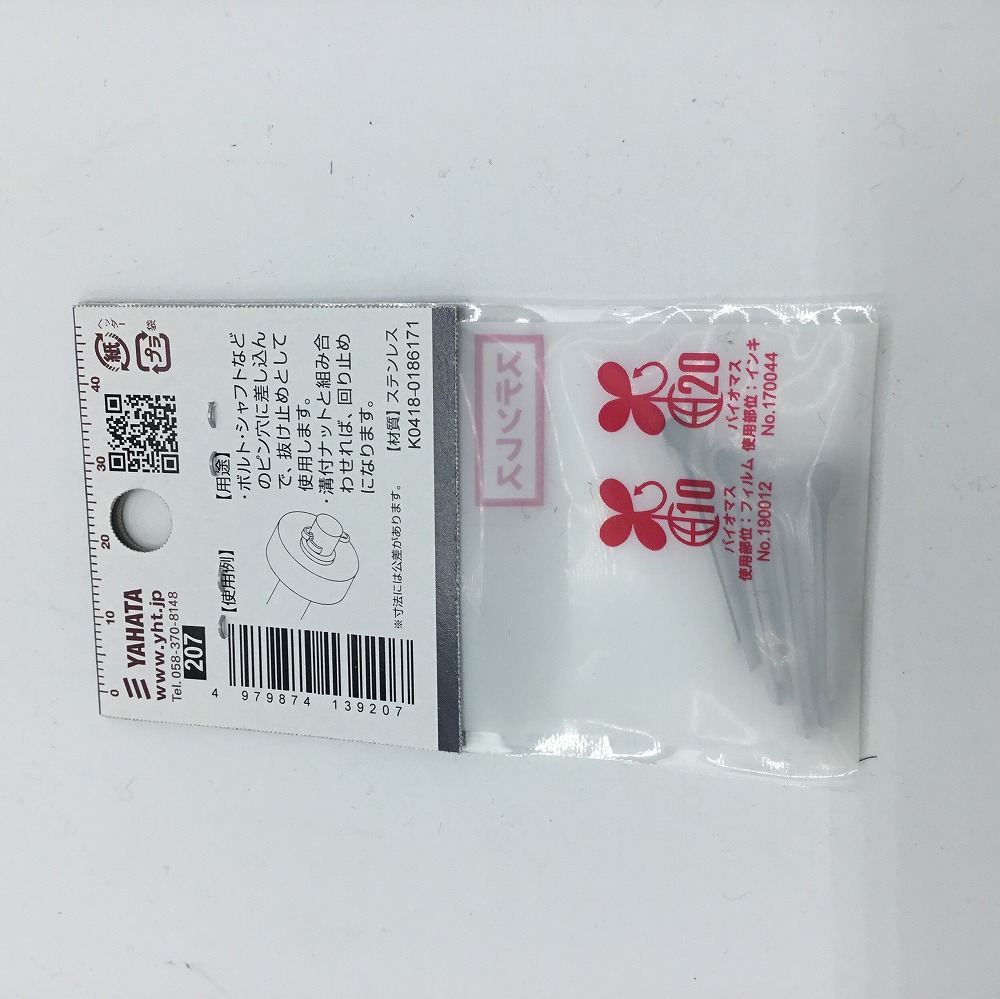 0 10 20 30 40
YAHATA
www.yht.jp
Tel. 058-370-8148
207
紙
ヘッダー
プラ
袋
【使用例】
※寸法には公差があります。
【用途】
・ボルト・シャフトなど
のピン穴に差し込ん
で、抜け止めとして
使用します。
・溝付ナットと組み合
わせれば、回り止め
になります。
【材質】ステンレス
K0418-0186171
4 979874 139207
ステンレス
10
バイオマス
使用部位:フィルム
No.190012
20
バイオマス
使用部位:インキ
No.170044